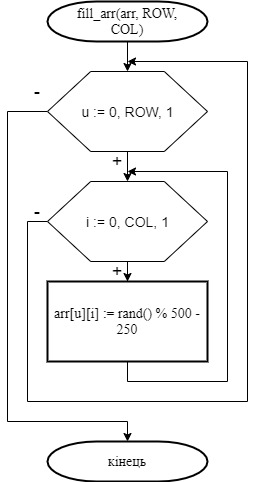 fill_arr(arr, ROW,
COL)
-
u := 0, ROW, 1
+
-
i := 0, COL, 1
+
arr[u][i] := rand() % 500 -
250
кінець